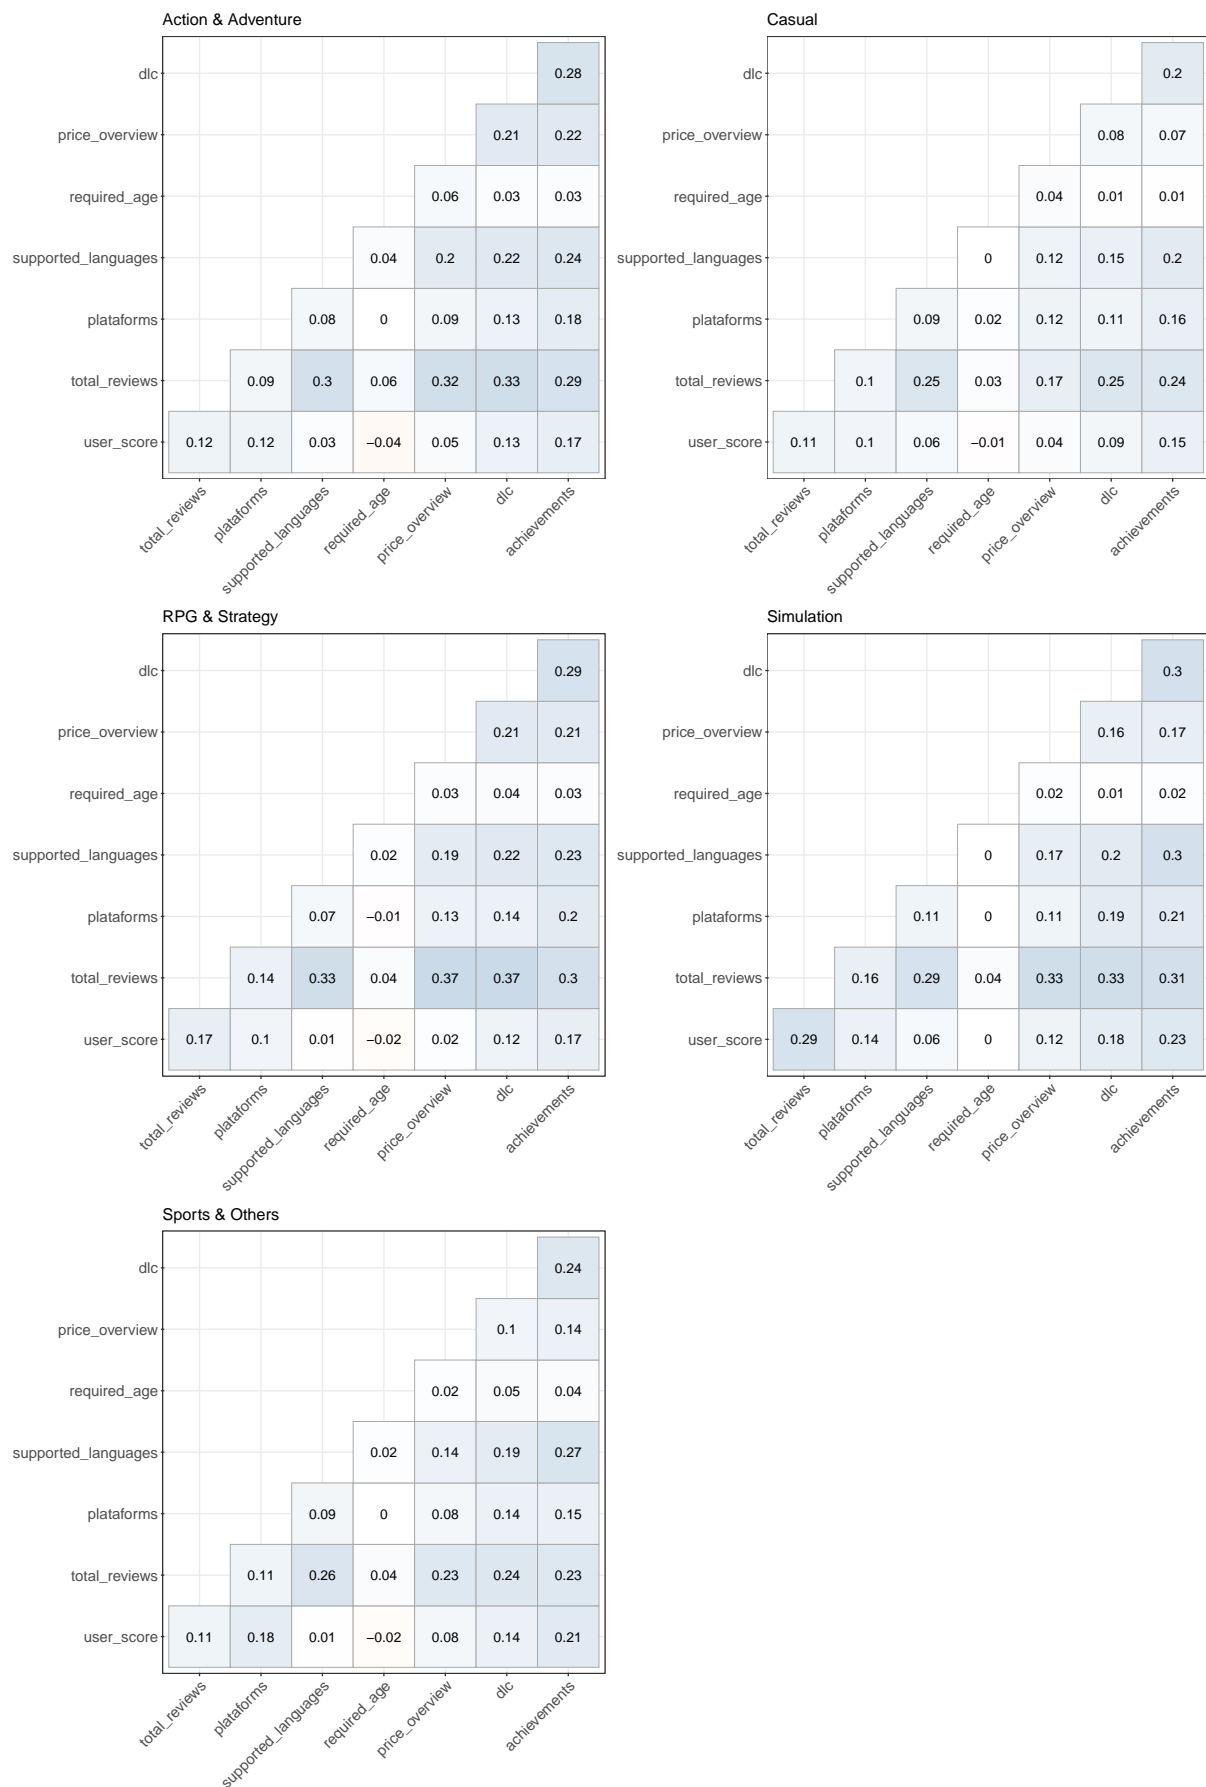 Action & Adventure
dlc 0.28
price_overview 0.21 0.22
required_age 0.06 0.03 0.03
supported_languages 0.04 0.2 0.22 0.24
plataforms 0.08 0 0.09 0.13 0.18
total_reviews 0.09 0.3 0.06 0.32 0.33 0.29
user_score 0.12 0.12 0.03 −0.04 0.05 0.13 0.17
total_reviews plataforms supported_languages required_age price_overview dlc achievements
Casual
dlc 0.2
price_overview 0.08 0.07
required_age 0.04 0.01 0.01
supported_languages 0 0.12 0.15 0.2
plataforms 0.09 0.02 0.12 0.11 0.16
total_reviews 0.1 0.25 0.03 0.17 0.25 0.24
user_score 0.11 0.1 0.06 −0.01 0.04 0.09 0.15
total_reviews plataforms supported_languages required_age price_overview dlc achievements
RPG & Strategy
dlc 0.29
price_overview 0.21 0.21
required_age 0.03 0.04 0.03
supported_languages 0.02 0.19 0.22 0.23
plataforms 0.07 −0.01 0.13 0.14 0.2
total_reviews 0.14 0.33 0.04 0.37 0.37 0.3
user_score 0.17 0.1 0.01 −0.02 0.02 0.12 0.17
total_reviews plataforms supported_languages required_age price_overview dlc achievements
Simulation
dlc 0.3
price_overview 0.16 0.17
required_age 0.02 0.01 0.02
supported_languages 0 0.17 0.2 0.3
plataforms 0.11 0 0.11 0.19 0.21
total_reviews 0.16 0.29 0.04 0.33 0.33 0.31
user_score 0.29 0.14 0.06 0 0.12 0.18 0.23
total_reviews plataforms supported_languages required_age price_overview dlc achievements
Sports & Others
dlc 0.24
price_overview 0.1 0.14
required_age 0.02 0.05 0.04
supported_languages 0.02 0.14 0.19 0.27
plataforms 0.09 0 0.08 0.14 0.15
total_reviews 0.11 0.26 0.04 0.23 0.24 0.23
user_score 0.11 0.18 0.01 −0.02 0.08 0.14 0.21
total_reviews plataforms supported_languages required_age price_overview dlc achievements